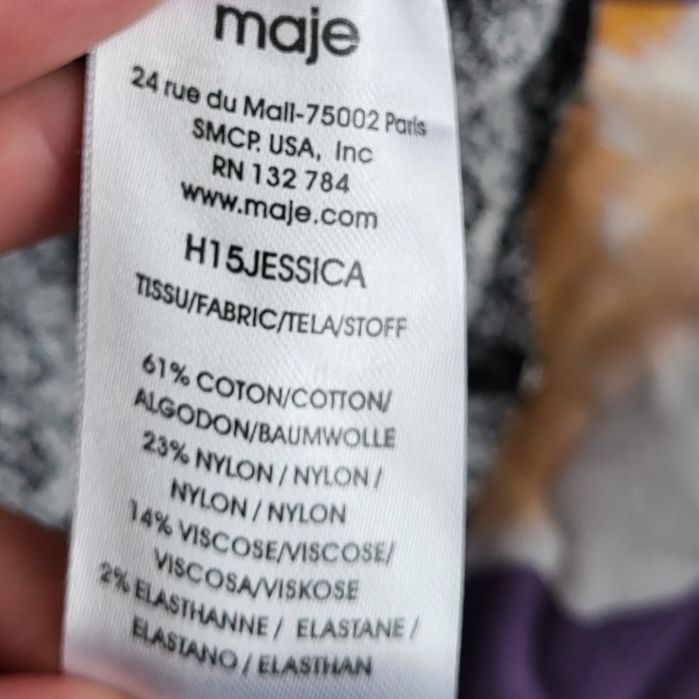 maje
24 rue du Mail-75002 Paris
SMCP. USA, Inc
RN 132 784
www.maje.com
H15JESSICA
TISSU/FABRIC/TELA/STOFF
61% COTON/COTTON/
ALGODON/BAUMWOLLE
23% NYLON / NYLON /
NYLON / NYLON
14% VISCOSE/VISCOSE/
VISCOSA/VISKOSE
2% ELASTHANNE / ELASTANE /
ELASTANO / ELASTHAN